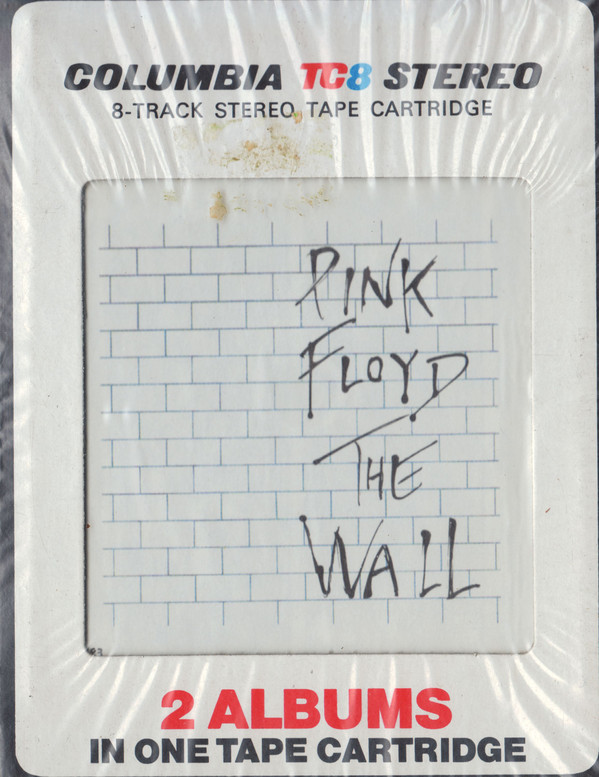 COLUMBIA TC8 STEREO
8-TRACK STEREO TAPE CARTRIDGE
PINK
FLOYD
THE
WALL
2 ALBUMS
IN ONE TAPE CARTRIDGE